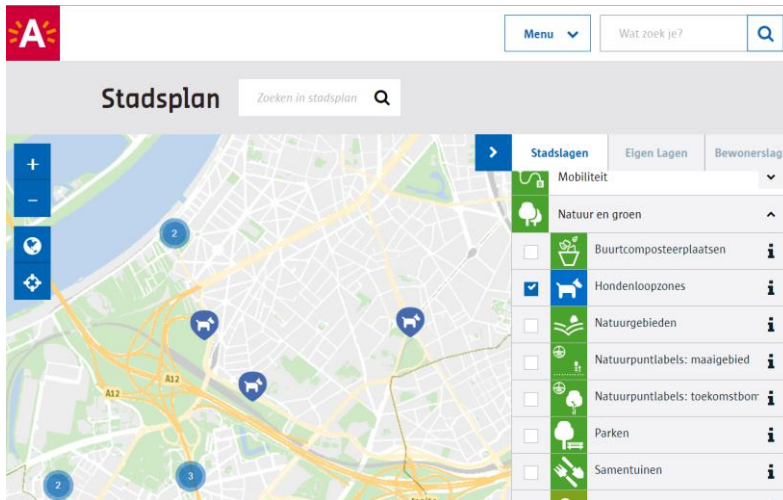 A
Menu
Wat zoek je?
Stadsplan
Zoeken in stadsplan
Stadslagen
Eigen Lagen
Bewonerslag
Mobiliteit
Natuur en groen
Buurtcomposteerplaatsen
Hondenloopzones
Natuurgebieden
Natuurpuntlabels: maaigebied
Natuurpuntlabels: toekomstbom
Parken
Samentuinen
+
-
2
A12
A12
A12
2
3